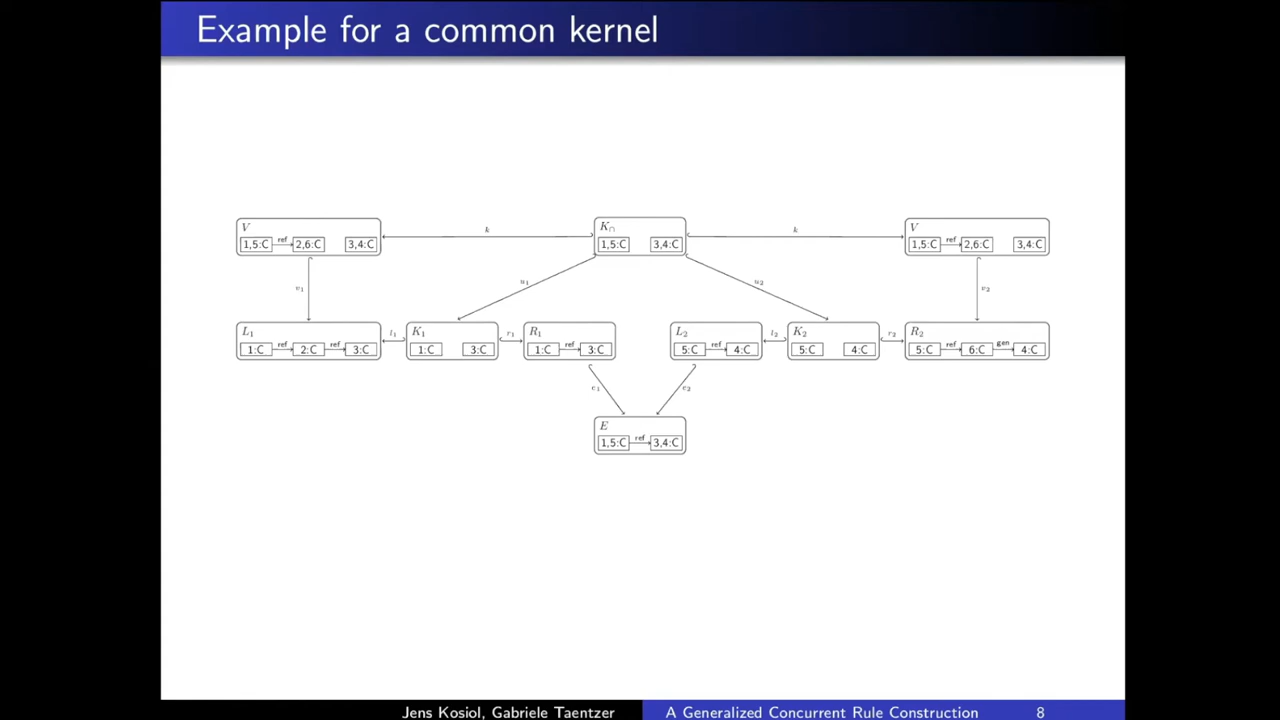 Example for a common kernel
V
1,5:C ref 2,6:C 3,4:C
k
K∩
1,5:C 3,4:C
k
V
1,5:C ref 2,6:C 3,4:C
v1
u1
u2
v2
L1
1:C ref 2:C ref 3:C
l1
K1
1:C 3:C
r1
R1
1:C ref 3:C
L2
5:C ref 4:C
l2
K2
5:C 4:C
r2
R2
5:C ref 6:C gen 4:C
e1
e2
E
1,5:C ref 3,4:C
Jens Kosiol, Gabriele Taentzer
A Generalized Concurrent Rule Construction
8